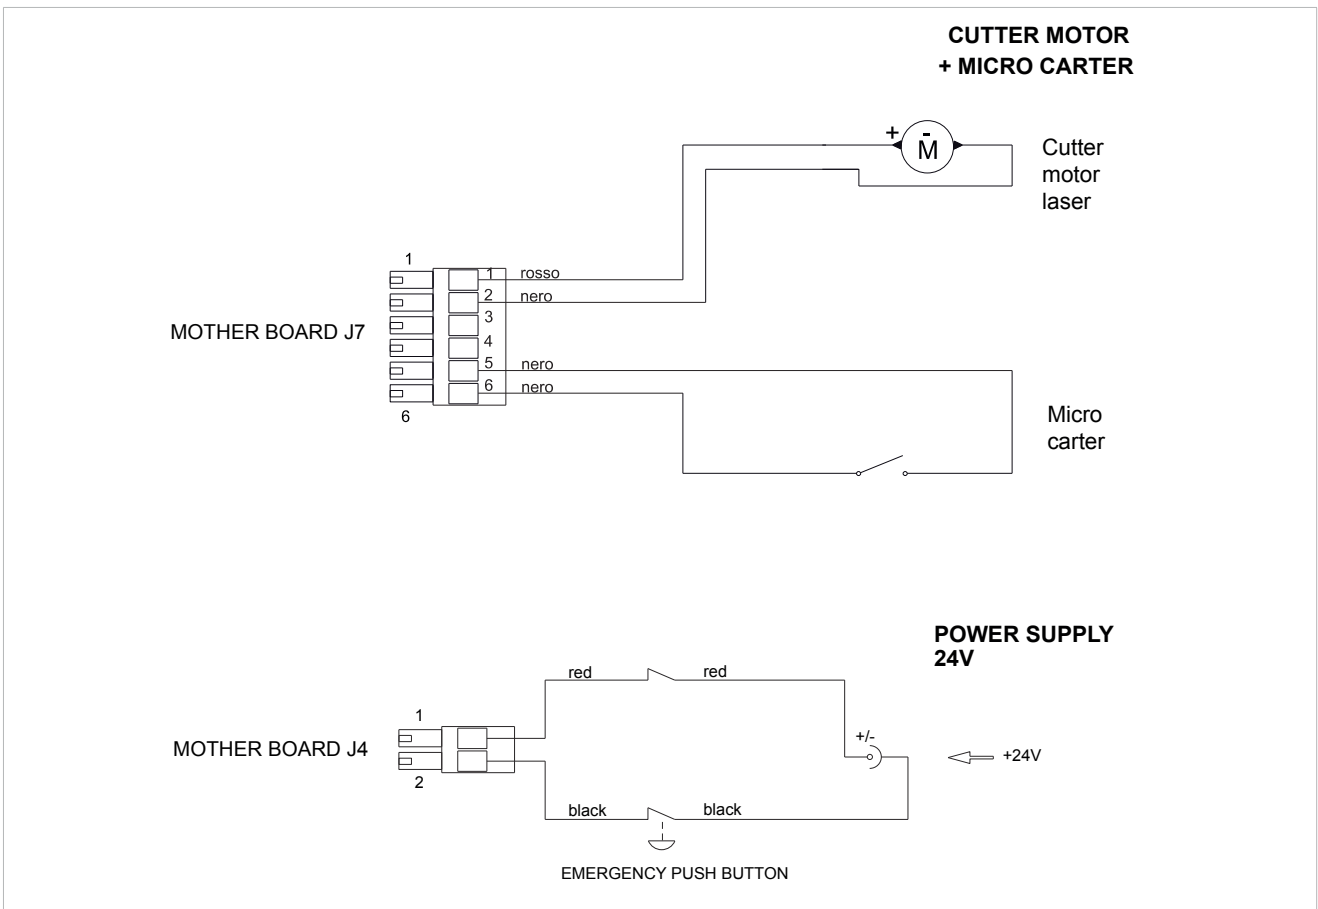 CUTTER MOTOR
+ MICRO CARTER
+
-
M
Cutter
motor
laser
1
1 rosso
2 nero
3
MOTHER BOARD J7
4
5 nero
6 nero
6
Micro
carter
POWER SUPPLY
24V
red red
1
+/-
MOTHER BOARD J4
+24V
2
black black
EMERGENCY PUSH BUTTON